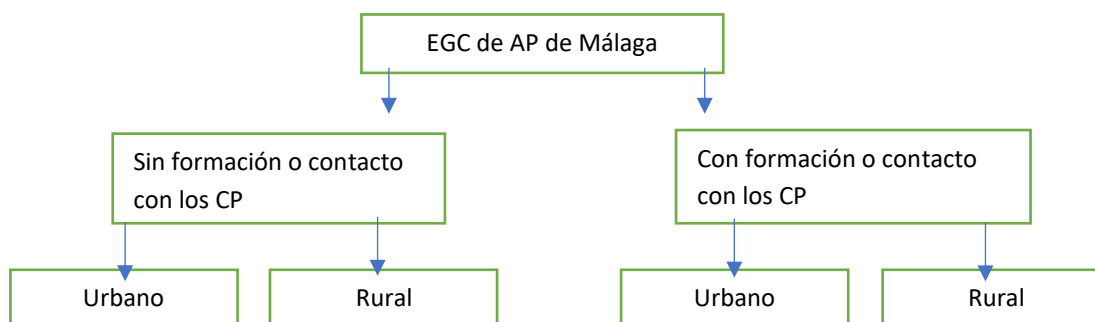 EGC de AP de Málaga
Sin formación o contacto
con los CP
Con formación o contacto
con los CP
Urbano
Rural
Urbano
Rural